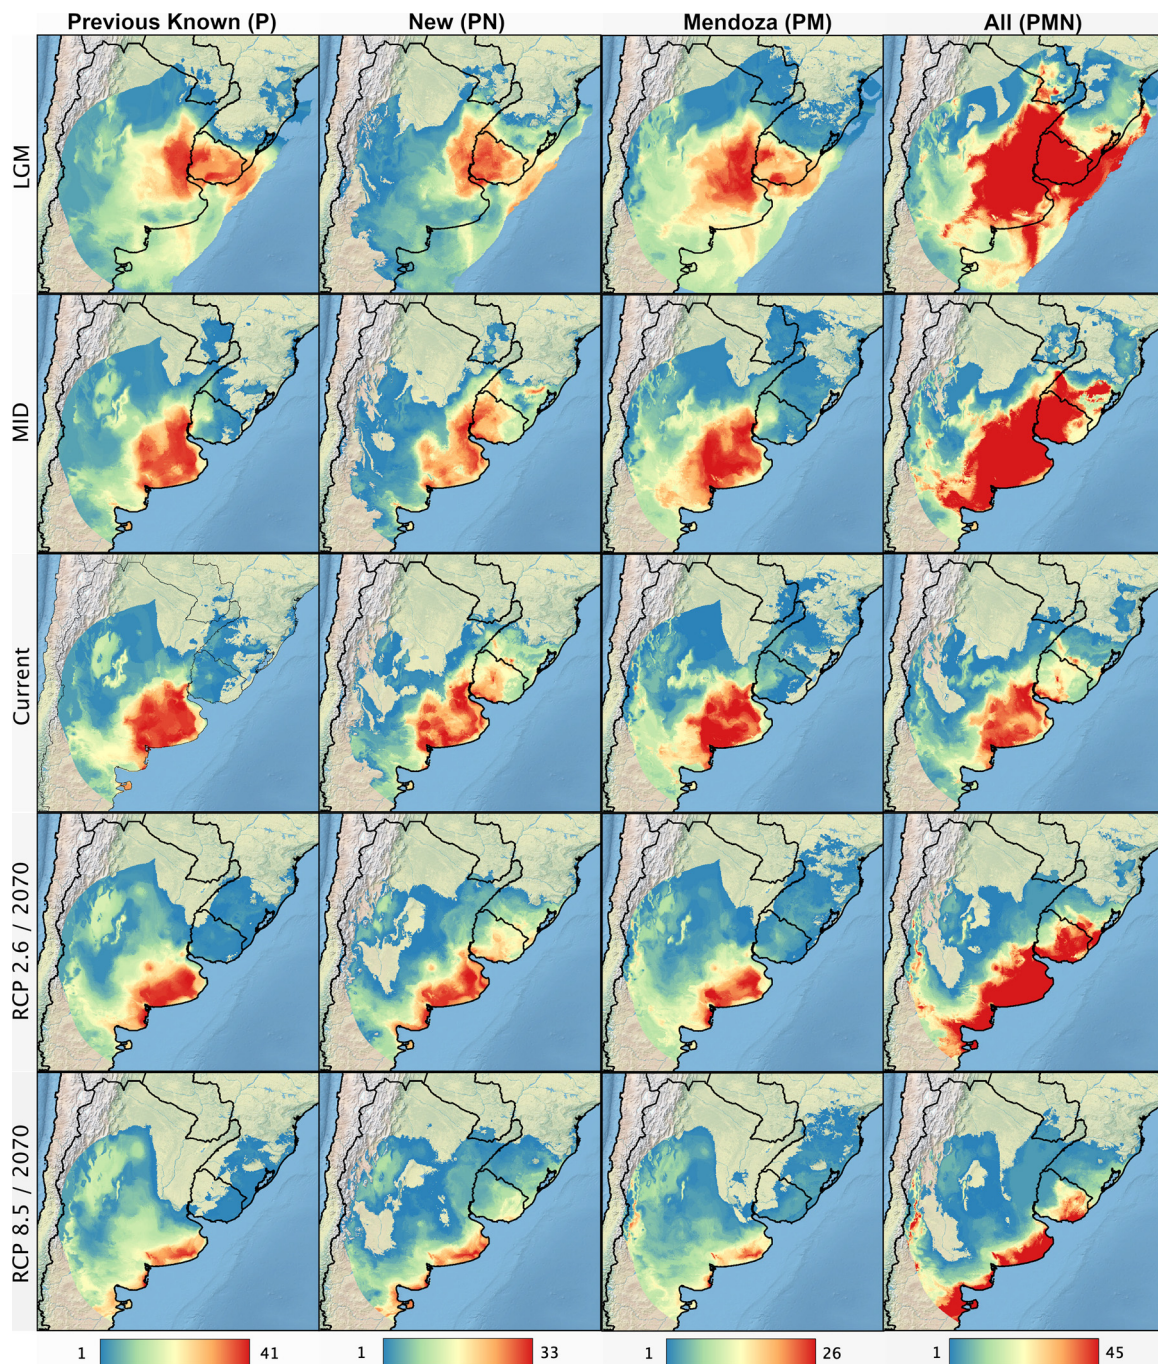 Previous Known (P) New (PN) Mendoza (PM) All (PMN)
LGM
MID
Current
RCP 2.6 / 2070
RCP 8.5 / 2070
1 41 1 33 1 26 1 45